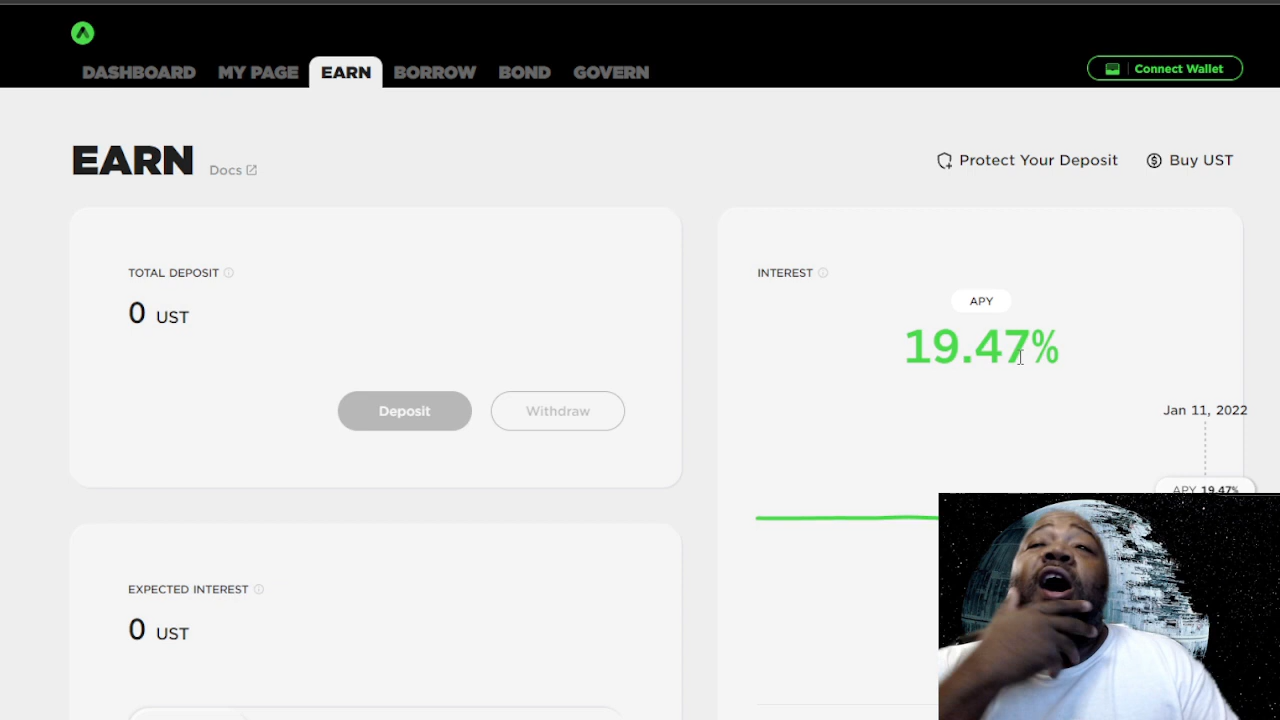 DASHBOARD MY PAGE EARN BORROW BOND GOVERN
Connect Wallet
EARN Docs
Protect Your Deposit Buy UST
TOTAL DEPOSIT
0 UST
Deposit Withdraw
INTEREST
APY
19.47%
Jan 11, 2022
APY 19.47%
EXPECTED INTEREST
0 UST